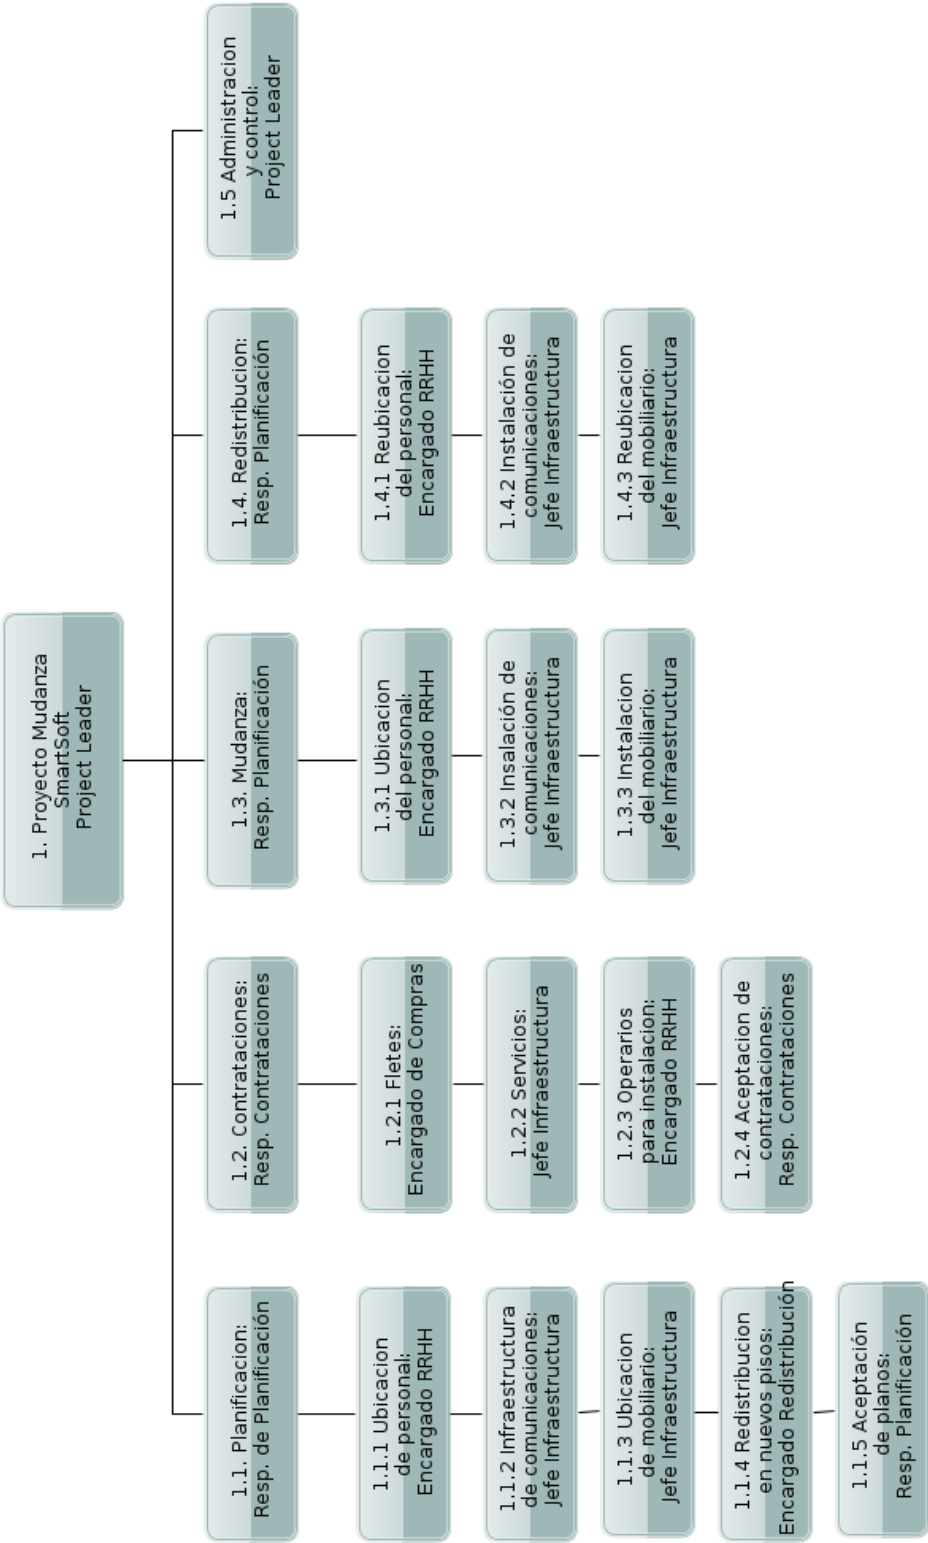 1. Proyecto Mudanza
SmartSoft
Project Leader
1.1. Planificacion:
Resp. de Planificación
1.1.1 Ubicacion
de personal:
Encargado RRHH
1.1.2 Infraestructura
de comunicaciones:
Jefe Infraestructura
1.1.3 Ubicacion
de mobiliario:
Jefe Infraestructura
1.1.4 Redistribucion
en nuevos pisos:
Encargado Redistribución
1.1.5 Aceptación
de planos:
Resp. Planificación
1.2. Contrataciones:
Resp. Contrataciones
1.2.1 Fletes:
Encargado de Compras
1.2.2 Servicios:
Jefe Infraestructura
1.2.3 Operarios
para instalacion:
Encargado RRHH
1.2.4 Aceptacion de
contrataciones:
Resp. Contrataciones
1.3. Mudanza:
Resp. Planificación
1.3.1 Ubicacion
del personal:
Encargado RRHH
1.3.2 Insalación de
comunicaciones:
Jefe Infraestructura
1.3.3 Instalacion
del mobiliario:
Jefe Infraestructura
1.4. Redistribucion:
Resp. Planificación
1.4.1 Reubicacion
del personal:
Encargado RRHH
1.4.2 Instalación de
comunicaciones:
Jefe Infraestructura
1.4.3 Reubicacion
del mobiliario:
Jefe Infraestructura
1.5 Administracion
y control:
Project Leader